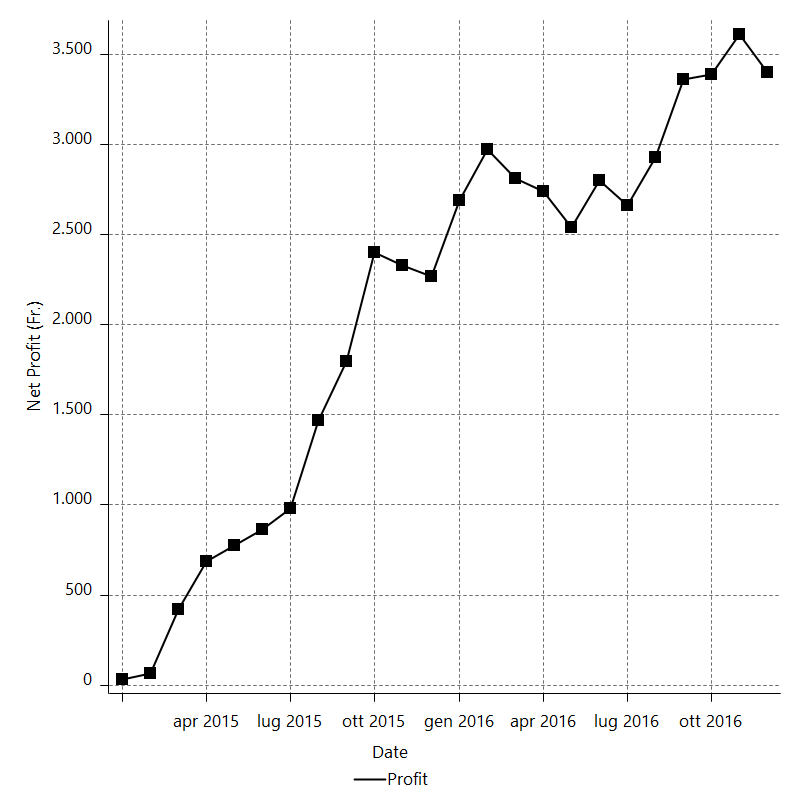 3.500
3.000
2.500
2.000
1.500
1.000
500
0
Net Profit (Fr.)
apr 2015 lug 2015 ott 2015 gen 2016 apr 2016 lug 2016 ott 2016
Date
Profit